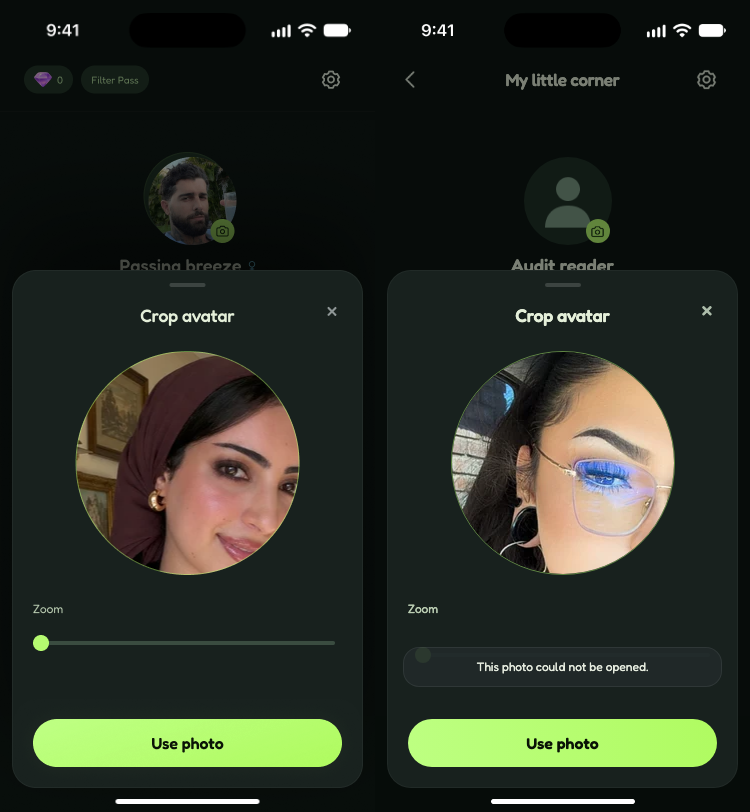 9:41
0
Filter Pass
Passing breeze
Crop avatar
Zoom
Use photo
9:41
My little corner
Audit reader
Crop avatar
Zoom
This photo could not be opened.
Use photo